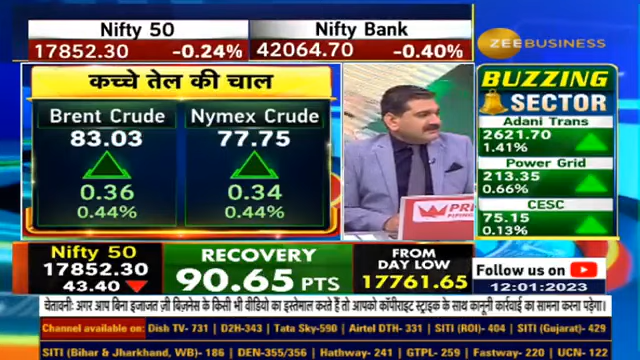 Nifty 50
17852.30 -0.24%
Nifty Bank
42064.70 -0.40%
ZEE BUSINESS
कच्चे तेल की चाल
Brent Crude
83.03
0.36
0.44%
Nymex Crude
77.75
0.34
0.44%
BUZZING
SECTOR
Adani Trans
2621.70
1.41%
Power Grid
213.35
0.66%
CESC
75.15
0.13%
Nifty 50
17852.30
43.40
RECOVERY
90.65 PTS
FROM
DAY LOW
17761.65
Follow us on
12:01:2023
चेतावनी: अगर आप बिना इजाजत ज़ी बिज़नेस के किसी भी वीडियो का इस्तेमाल करते हैं तो आपको कॉपीराइट स्ट्राइक के साथ कानूनी कार्रवाई का सामना करना पड़ेगा.
Channel available on: Dish TV- 731 | D2H-343 | Tata Sky-590 | Airtel DTH- 331 | SITI (ROI) - 404 | SITI (Gujarat) - 429
SITI (Bihar & Jharkhand, WB) - 186 | DEN-355/356 | Hathway- 241 | GTPL- 259 | Fastway- 220 | UCN- 12